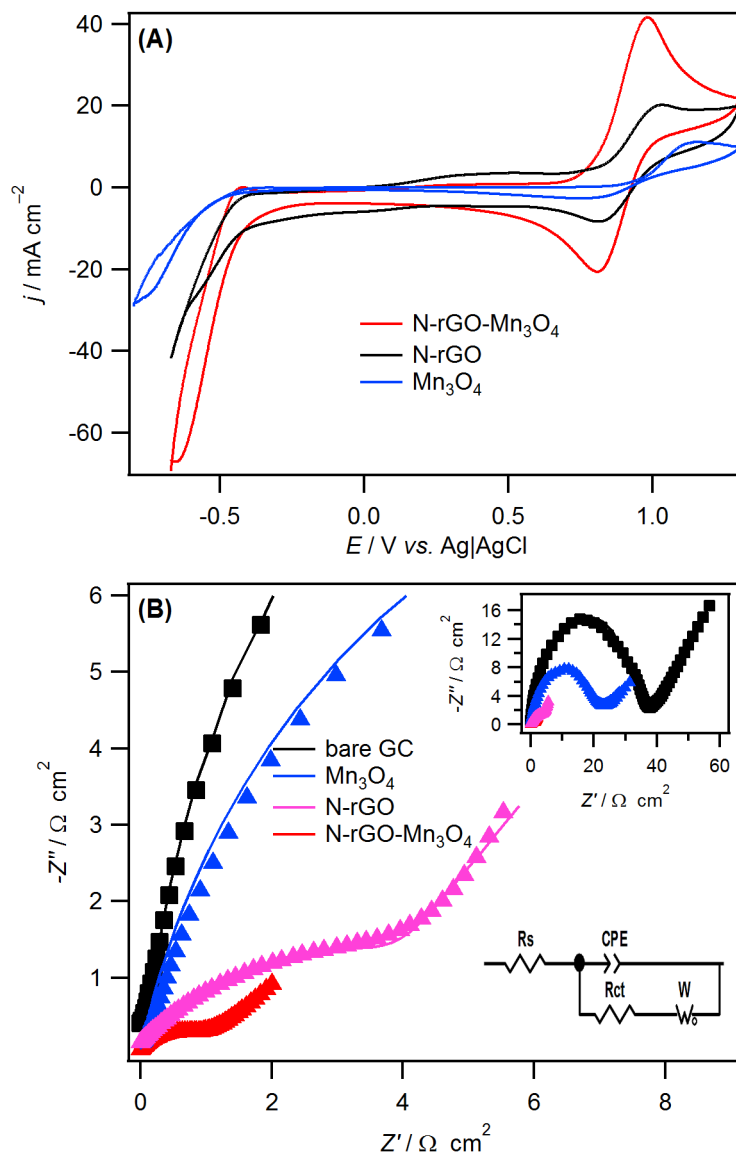 (A)
40
20
0
-20
-40
-60
j / mA cm⁻²
N-rGO-Mn₃O₄
N-rGO
Mn₃O₄
-0.5 0.0 0.5 1.0
E / V vs. Ag|AgCl
(B)
6
5
4
3
2
1
-Z" / Ω cm²
bare GC
Mn₃O₄
N-rGO
N-rGO-Mn₃O₄
16
12
8
4
0
-Z" / Ω cm²
0 20 40 60
Z' / Ω cm²
Rs CPE
Rct W
0 2 4 6 8
Z' / Ω cm²